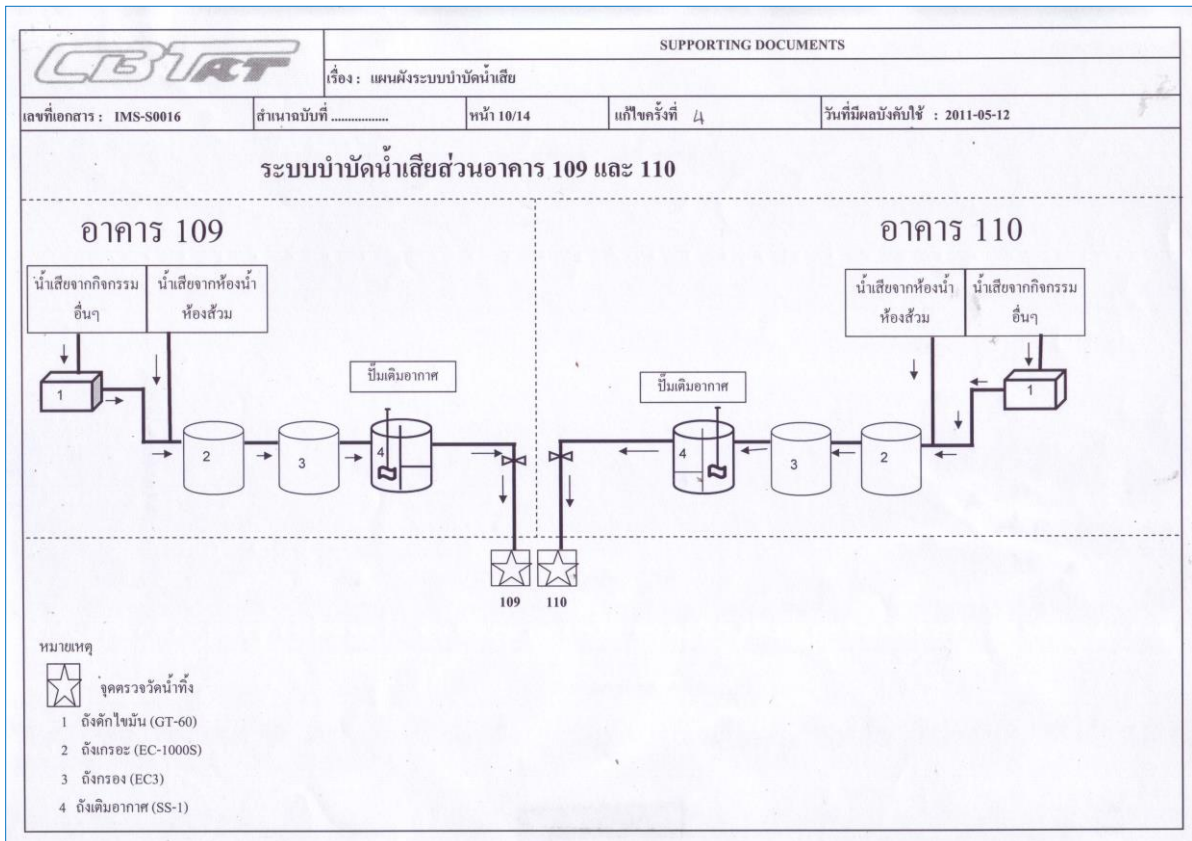 CBTAT
SUPPORTING DOCUMENTS
เรื่อง : แผนผังระบบบำบัดน้ำเสีย
เลขที่เอกสาร : IMS-S0016
สำเนาฉบับที่ ................
หน้า 10/14
แก้ไขครั้งที่ 4
วันที่มีผลบังคับใช้ : 2011-05-12
ระบบบำบัดน้ำเสียส่วนอาคาร 109 และ 110
อาคาร 109
น้ำเสียจากกิจกรรม
อื่นๆ
น้ำเสียจากห้องน้ำ
ห้องส้วม
1
2
3
4
ปั๊มเติมอากาศ
อาคาร 110
น้ำเสียจากห้องน้ำ
ห้องส้วม
น้ำเสียจากกิจกรรม
อื่นๆ
ปั๊มเติมอากาศ
4
3
2
1
109
110
หมายเหตุ
จุดตรวจวัดน้ำทิ้ง
1 ถังดักไขมัน (GT-60)
2 ถังเกรอะ (EC-1000S)
3 ถังกรอง (EC3)
4 ถังเติมอากาศ (SS-1)